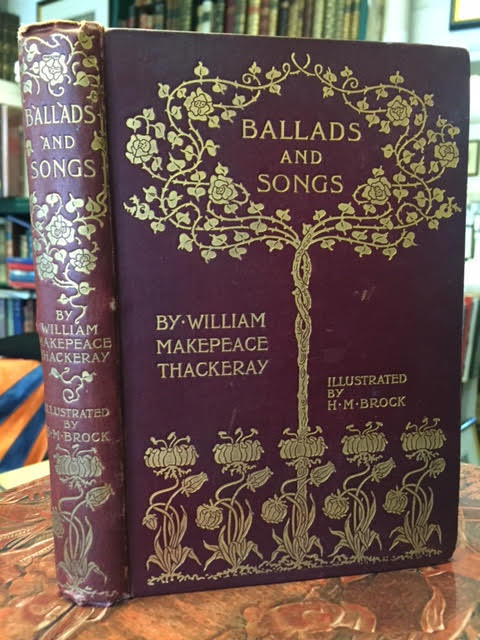 BALLADS
AND
SONGS
BY
WILLIAM
MAKEPEACE
THACKERAY
ILLUSTRATED
BY
H·M·BROCK
BALLADS
AND
SONGS
BY·WILLIAM
MAKEPEACE
THACKERAY
ILLUSTRATED
BY
H·M·BROCK